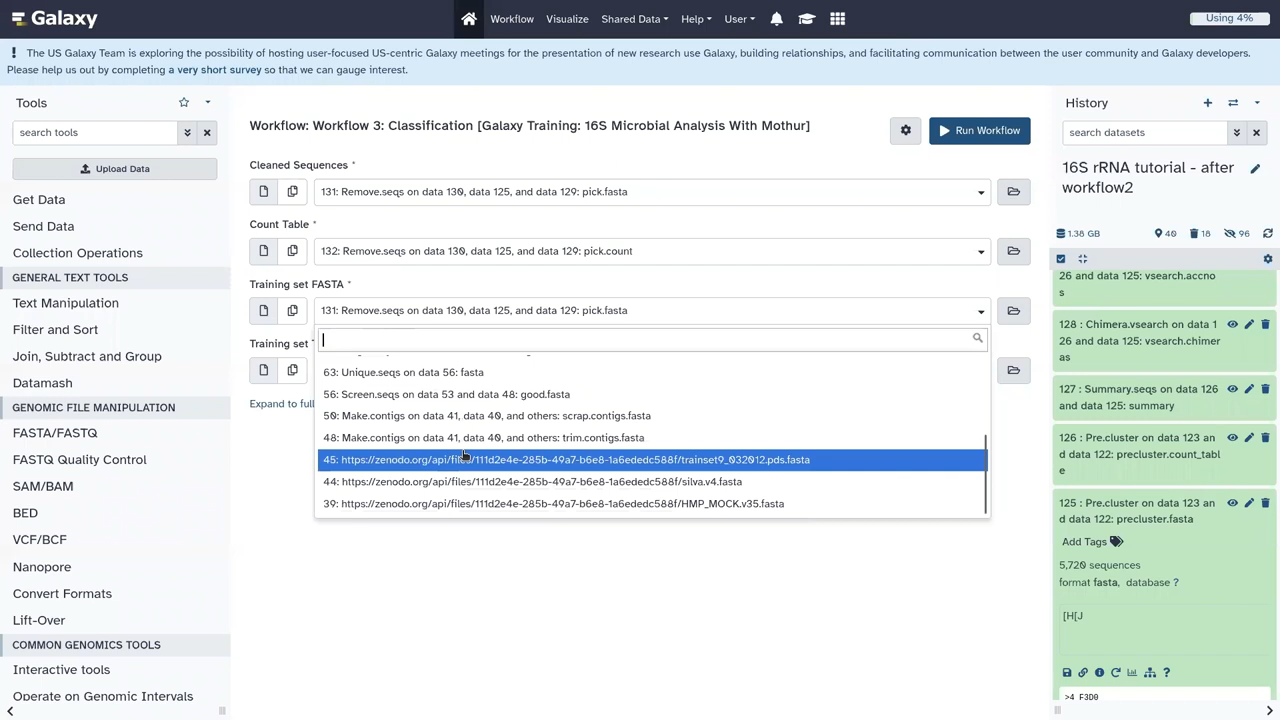 Galaxy
Workflow
Visualize
Shared Data
Help
User
Using 4%
! The US Galaxy Team is exploring the possibility of hosting user-focused US-centric Galaxy meetings for the presentation of new research use Galaxy, building relationships, and facilitating communication between the user community and Galaxy developers.
Please help us out by completing a very short survey so that we can gauge interest.
Tools
search tools
Upload Data
Get Data
Send Data
Collection Operations
GENERAL TEXT TOOLS
Text Manipulation
Filter and Sort
Join, Subtract and Group
Datamash
GENOMIC FILE MANIPULATION
FASTA/FASTQ
FASTQ Quality Control
SAM/BAM
BED
VCF/BCF
Nanopore
Convert Formats
Lift-Over
COMMON GENOMICS TOOLS
Interactive tools
Operate on Genomic Intervals
Workflow: Workflow 3: Classification [Galaxy Training: 16S Microbial Analysis With Mothur]
Run Workflow
Cleaned Sequences *
131: Remove.seqs on data 130, data 125, and data 129: pick.fasta
Count Table *
132: Remove.seqs on data 130, data 125, and data 129: pick.count
Training set FASTA *
131: Remove.seqs on data 130, data 125, and data 129: pick.fasta
Training set
63: Unique.seqs on data 56: fasta
56: Screen.seqs on data 53 and data 48: good.fasta
50: Make.contigs on data 41, data 40, and others: scrap.contigs.fasta
48: Make.contigs on data 41, data 40, and others: trim.contigs.fasta
45: https://zenodo.org/api/files/111d2e4e-285b-49a7-b6e8-1a6ededc588f/trainset9_032012.pds.fasta
44: https://zenodo.org/api/files/111d2e4e-285b-49a7-b6e8-1a6ededc588f/silva.v4.fasta
39: https://zenodo.org/api/files/111d2e4e-285b-49a7-b6e8-1a6ededc588f/HMP_MOCK.v35.fasta
Expand to full
History
search datasets
16S rRNA tutorial - after
workflow2
1.38 GB
40
18
96
26 and data 125: vsearch.accno
s
128 : Chimera.vsearch on data 1
26 and data 125: vsearch.chimer
as
127 : Summary.seqs on data 126
and data 125: summary
126 : Pre.cluster on data 123 and
data 122: precluster.count_tabl
e
125 : Pre.cluster on data 123 an
d data 122: precluster.fasta
Add Tags
5,720 sequences
format fasta, database ?
[H[J
>4 F3D0